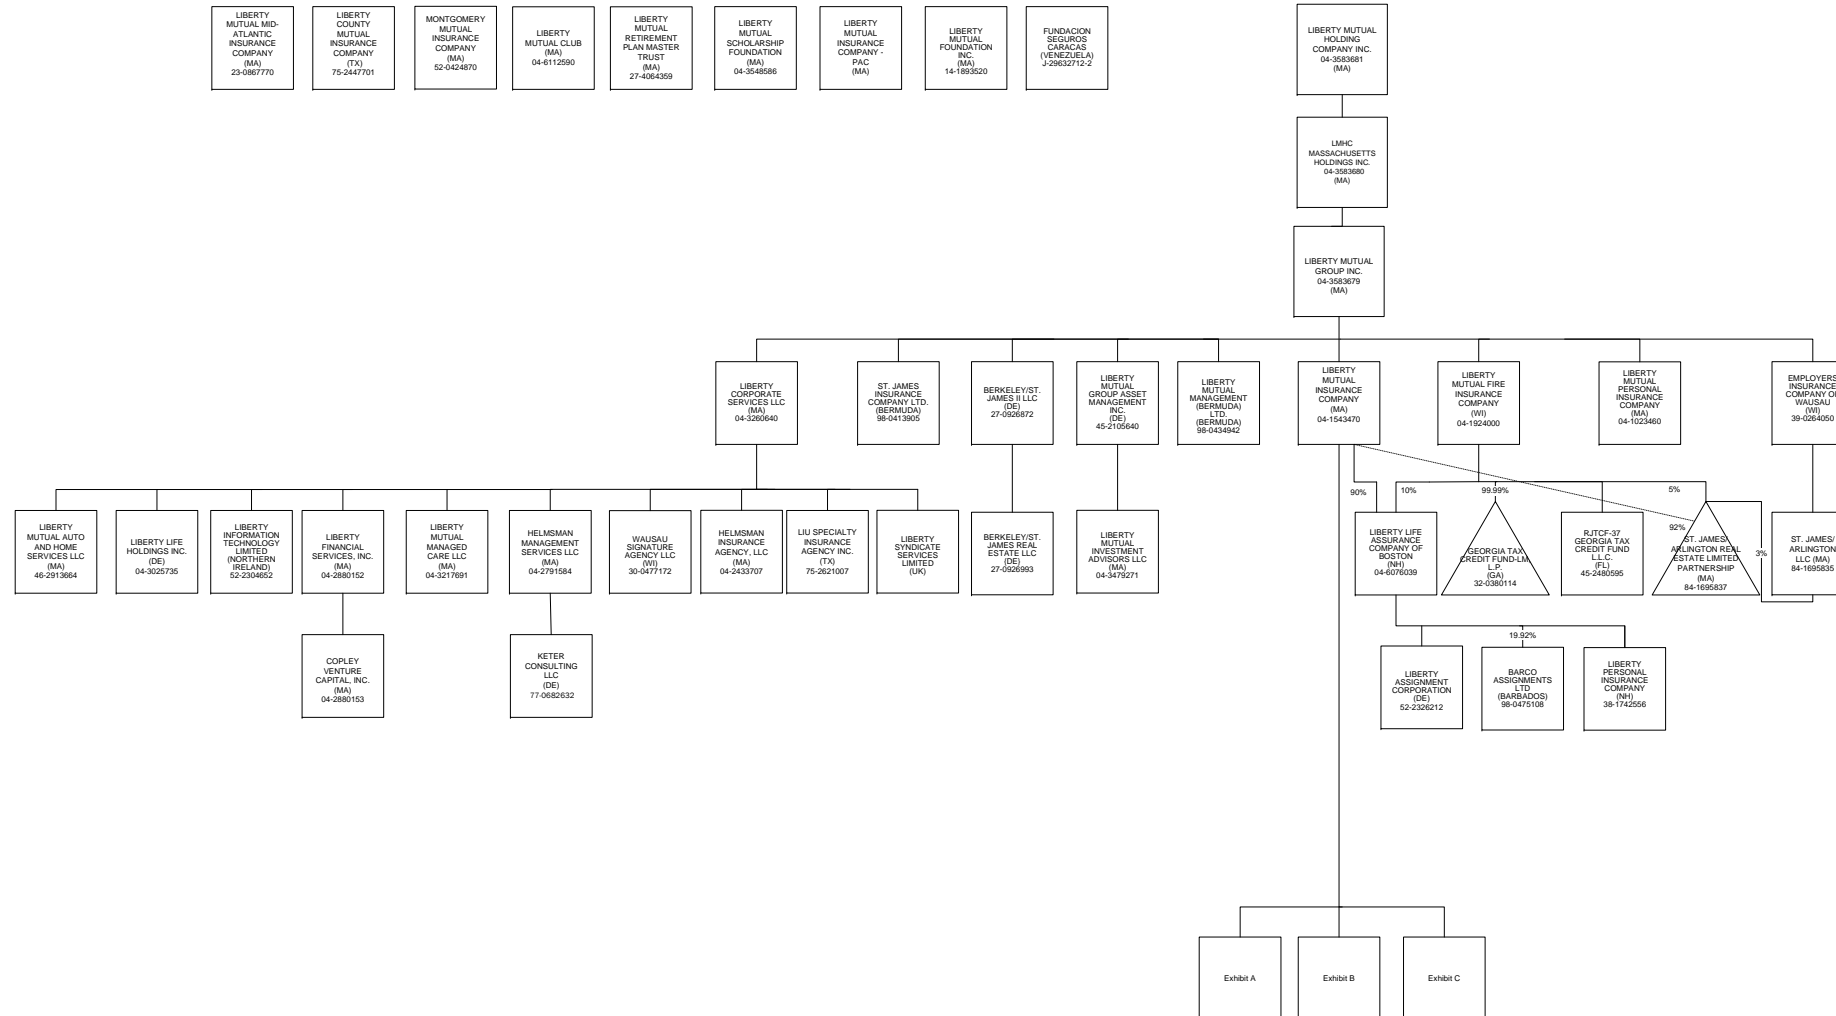 LIBERTY
MUTUAL MID-
ATLANTIC
INSURANCE
COMPANY
(MA)
23-0867770
LIBERTY
COUNTY
MUTUAL
INSURANCE
COMPANY
(TX)
75-2447701
MONTGOMERY
MUTUAL
INSURANCE
COMPANY
(MA)
52-0424870
LIBERTY
MUTUAL CLUB
(MA)
04-6112590
LIBERTY
MUTUAL
RETIREMENT
PLAN MASTER
TRUST
(MA)
27-4064359
LIBERTY
MUTUAL
SCHOLARSHIP
FOUNDATION
(MA)
04-3548586
LIBERTY
MUTUAL
INSURANCE
COMPANY -
PAC
(MA)
LIBERTY
MUTUAL
FOUNDATION
INC.
(MA)
14-1893520
FUNDACION
SEGUROS
CARACAS
(VENEZUELA)
J-29632712-2
LIBERTY MUTUAL
HOLDING
COMPANY INC.
04-3583681
(MA)
LMHC
MASSACHUSETTS
HOLDINGS INC.
04-3583680
(MA)
LIBERTY MUTUAL
GROUP INC.
04-3583679
(MA)
LIBERTY
CORPORATE
SERVICES LLC
(MA)
04-3260640
ST. JAMES
INSURANCE
COMPANY LTD.
(BERMUDA)
98-0413905
BERKELEY/ST.
JAMES II LLC
(DE)
27-0926872
LIBERTY
MUTUAL
GROUP ASSET
MANAGEMENT
INC.
(DE)
45-2105640
LIBERTY
MUTUAL
MANAGEMENT
(BERMUDA)
LTD.
(BERMUDA)
98-0434942
LIBERTY
MUTUAL
INSURANCE
COMPANY
(MA)
04-1543470
LIBERTY
MUTUAL FIRE
INSURANCE
COMPANY
(WI)
04-1924000
LIBERTY
MUTUAL
PERSONAL
INSURANCE
COMPANY
(MA)
04-1023460
EMPLOYERS
INSURANCE
COMPANY OF
WAUSAU
(WI)
39-0264050
90%
10%
99.99%
5%
92%
3%
LIBERTY
MUTUAL AUTO
AND HOME
SERVICES LLC
(MA)
46-2913664
LIBERTY LIFE
HOLDINGS INC.
(DE)
04-3025735
LIBERTY
INFORMATION
TECHNOLOGY
LIMITED
(NORTHERN
IRELAND)
52-2304652
LIBERTY
FINANCIAL
SERVICES, INC.
(MA)
04-2880152
LIBERTY
MUTUAL
MANAGED
CARE LLC
(MA)
04-3217691
HELMSMAN
MANAGEMENT
SERVICES LLC
(MA)
04-2791584
WAUSAU
SIGNATURE
AGENCY LLC
(WI)
30-0477172
HELMSMAN
INSURANCE
AGENCY, LLC
(MA)
04-2433707
LIU SPECIALTY
INSURANCE
AGENCY INC.
(TX)
75-2621007
LIBERTY
SYNDICATE
SERVICES
LIMITED
(UK)
BERKELEY/ST.
JAMES REAL
ESTATE LLC
(DE)
27-0926993
LIBERTY
MUTUAL
INVESTMENT
ADVISORS LLC
(MA)
04-3479271
LIBERTY LIFE
ASSURANCE
COMPANY OF
BOSTON
(NH)
04-6076039
GEORGIA TAX
CREDIT FUND-LM
L.P.
(GA)
32-0380114
RJTCF-37
GEORGIA TAX
CREDIT FUND
L.L.C.
(FL)
45-2480595
ST. JAMES/
ARLINGTON REAL
ESTATE LIMITED
PARTNERSHIP
(MA)
84-1695837
ST. JAMES/
ARLINGTON
LLC (MA)
84-1695835
COPLEY
VENTURE
CAPITAL, INC.
(MA)
04-2880153
KETER
CONSULTING
LLC
(DE)
77-0682632
19.92%
LIBERTY
ASSIGNMENT
CORPORATION
(DE)
52-2326212
BARCO
ASSIGNMENTS
LTD
(BARBADOS)
98-0475108
LIBERTY
PERSONAL
INSURANCE
COMPANY
(NH)
38-1742556
Exhibit A
Exhibit B
Exhibit C